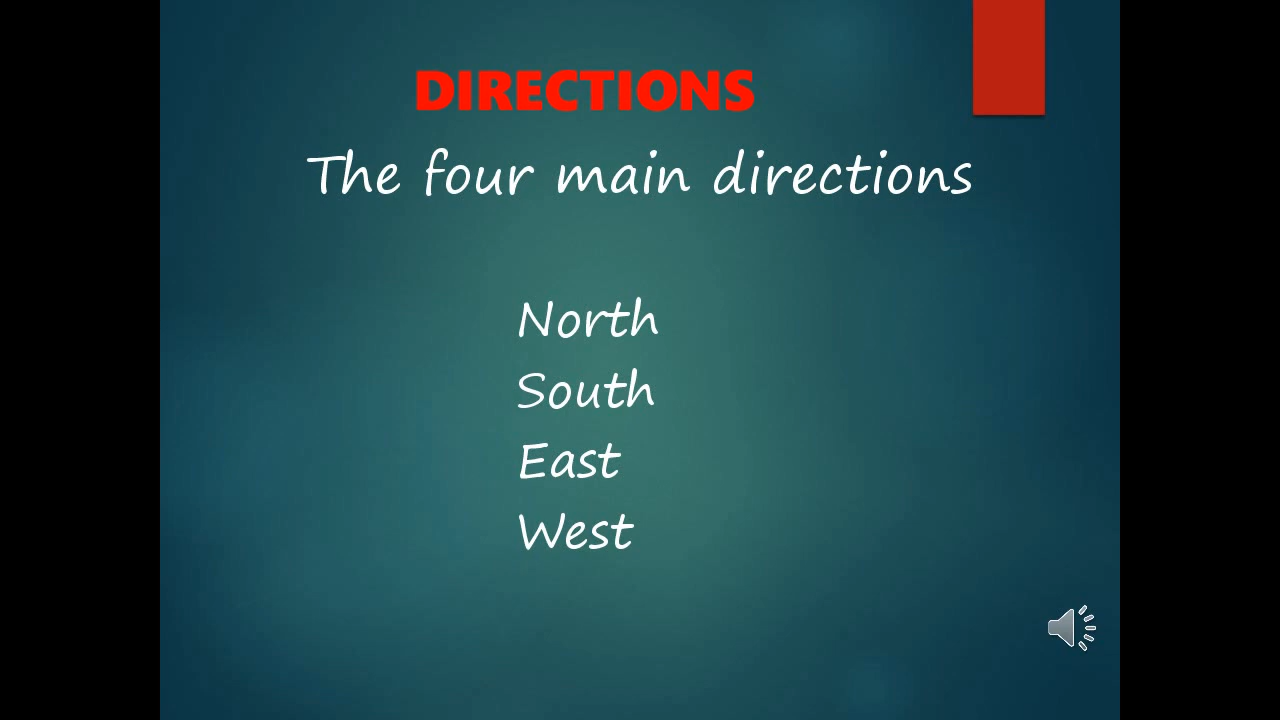 DIRECTIONS
The four main directions
North
South
East
West